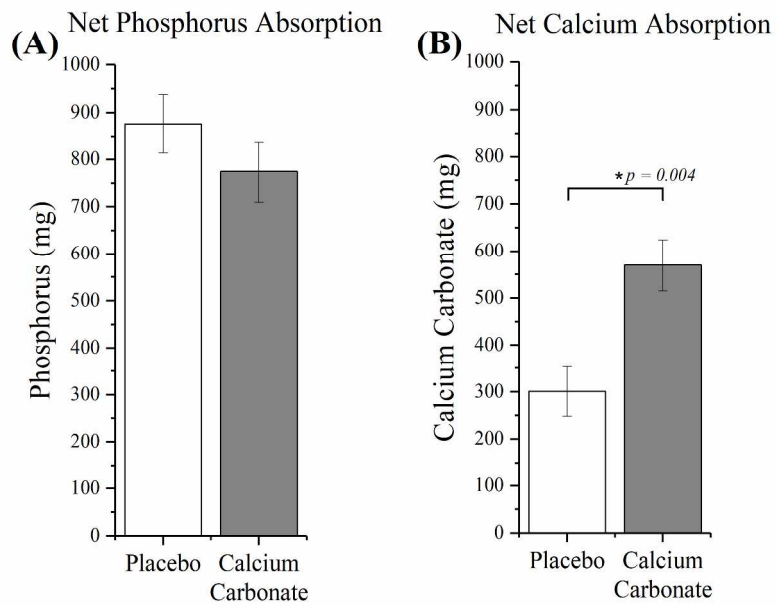 Net Phosphorus Absorption
(A)
1000
900
800
700
600
500
400
300
200
100
0
Phosphorus (mg)
Placebo
Calcium
Carbonate
Net Calcium Absorption
(B)
1000
900
800
700
600
500
400
300
200
100
0
Calcium Carbonate (mg)
*p = 0.004
Placebo
Calcium
Carbonate